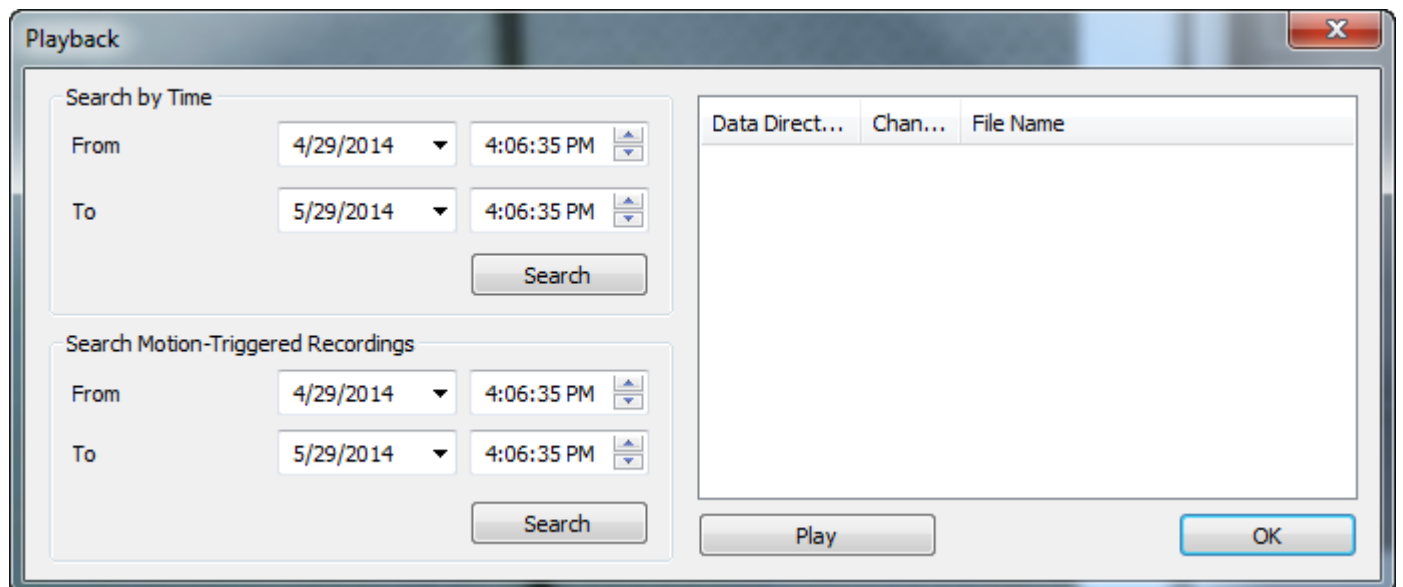 Playback
x
Search by Time
From 4/29/2014 4:06:35 PM
To 5/29/2014 4:06:35 PM
Search
Search Motion-Triggered Recordings
From 4/29/2014 4:06:35 PM
To 5/29/2014 4:06:35 PM
Search
Data Direct... Chan... File Name
Play OK